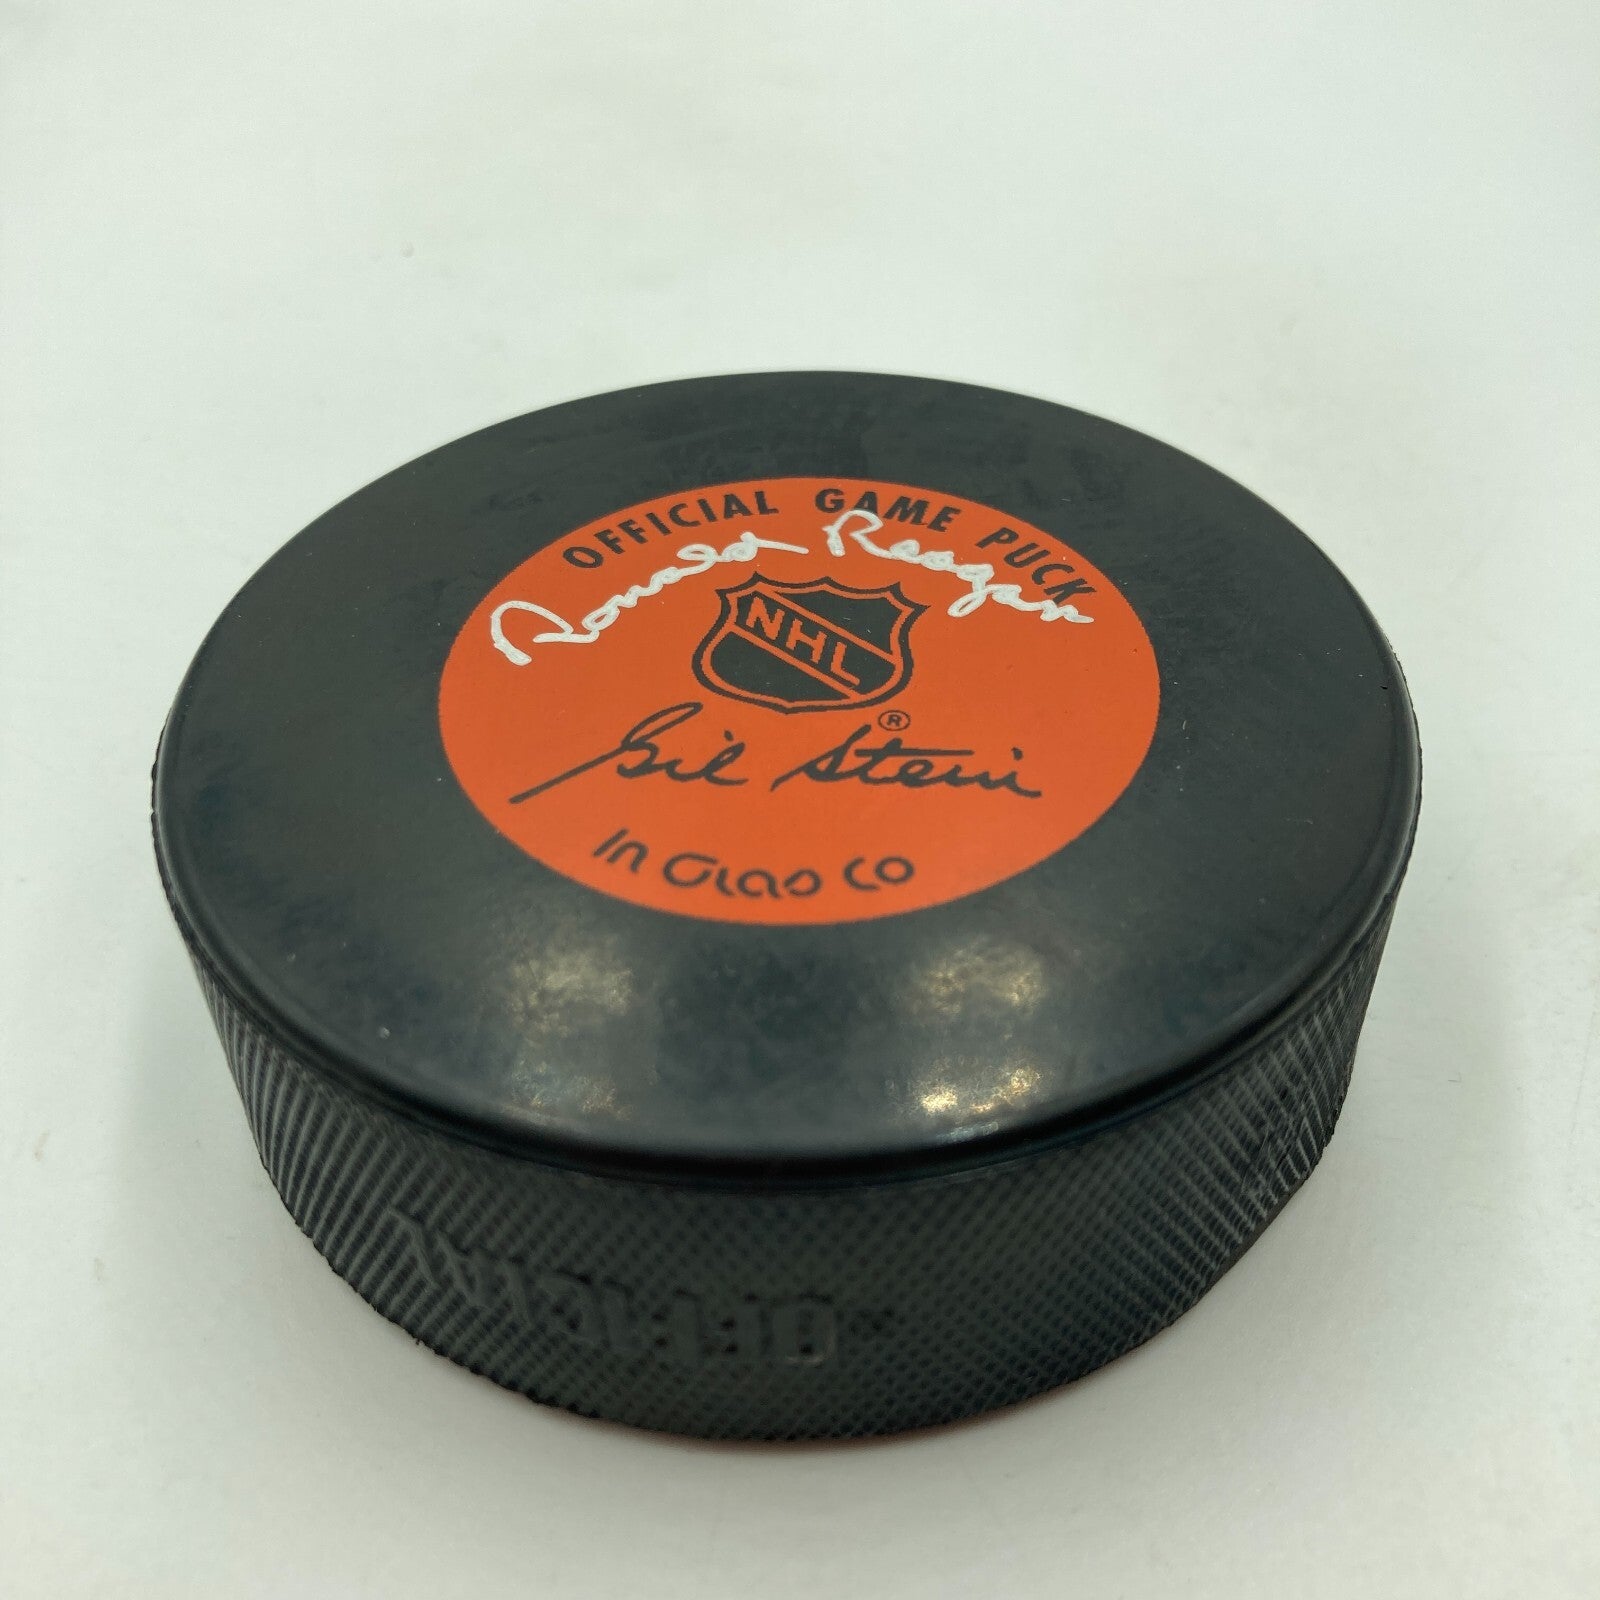 OFFICIAL GAME PUCK
Ronald Reagan
NHL
®
Gil Stein
In Glas Co
OFFICIAL